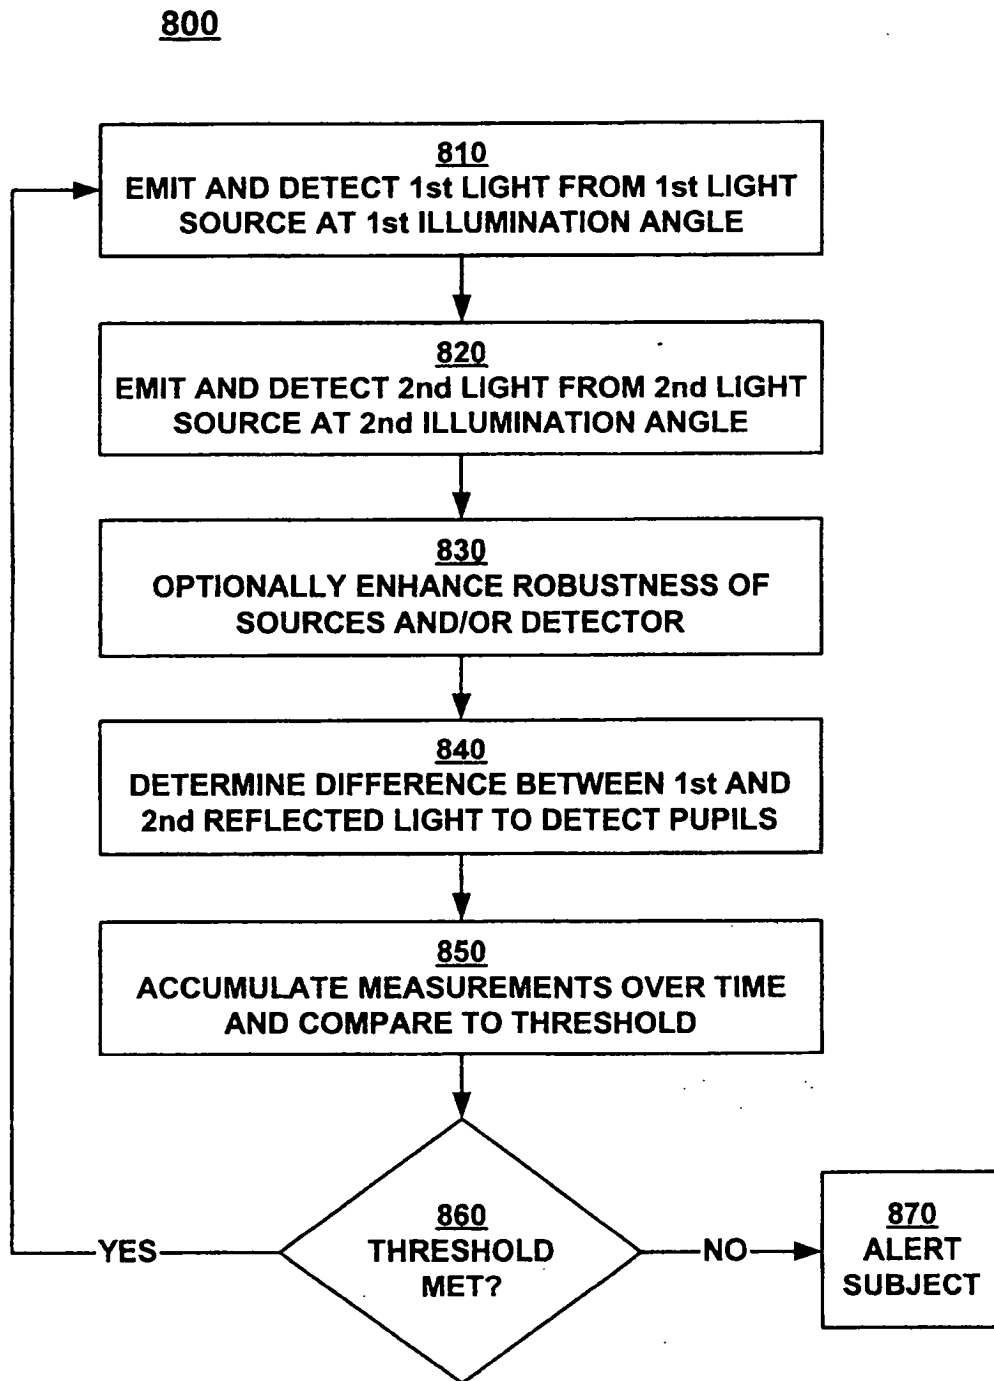 800
810
EMIT AND DETECT 1st LIGHT FROM 1st LIGHT
SOURCE AT 1st ILLUMINATION ANGLE
820
EMIT AND DETECT 2nd LIGHT FROM 2nd LIGHT
SOURCE AT 2nd ILLUMINATION ANGLE
830
OPTIONALLY ENHANCE ROBUSTNESS OF
SOURCES AND/OR DETECTOR
840
DETERMINE DIFFERENCE BETWEEN 1st AND
2nd REFLECTED LIGHT TO DETECT PUPILS
850
ACCUMULATE MEASUREMENTS OVER TIME
AND COMPARE TO THRESHOLD
860
THRESHOLD
MET?
YES
NO
870
ALERT
SUBJECT